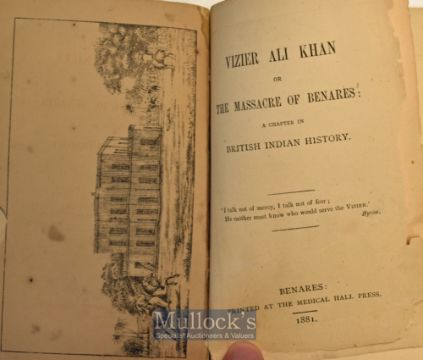 VIZIER ALI KHAN
OR
THE MASSACRE OF BENARES:
A CHAPTER IN
BRITISH INDIAN HISTORY.
'I talk not of mercy, I talk not of fear;
He neither must know who would serve the VIZIER.'
Byron.
BENARES:
PRINTED AT THE MEDICAL HALL PRESS.
1881.
Mullock's
Specialist Auctioneers & Valuers